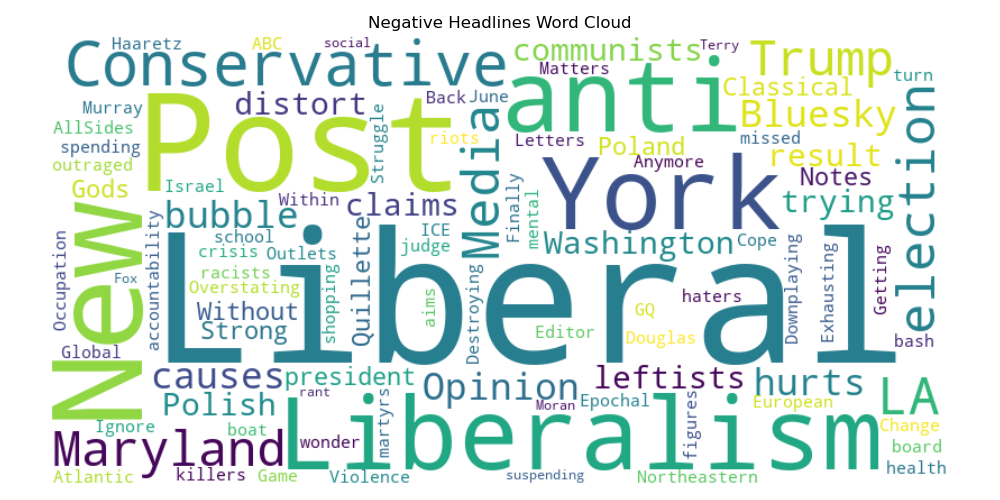 Negative Headlines Word Cloud
Haaretz
ABC
social
communists
Terry
Trump
Conservative
Matters
turn
Murray
distort
Back
June
anti
Classical
Bluesky
Post
AllSides
Struggle
riots
Media
Letters
Poland
missed
spending
outraged
Anymore
result
election
Gods
Israel
Within
claims
York
Notes
trying
bubble
Finally
mental
New
accountability
school
Quillette
ICE
judge
Washington
Cope
Occupation
crisis
Outlets
Liberal
Fox
racists
Overstating
shopping
aims
Destroying
haters
Downplaying
Exhausting
Getting
Without
Strong
GQ
Editor
Douglas
bash
Global
causes
president
Opinion
leftists
hurts
LA
rant
Polish
martyrs
Moran
Epochal
figures
European
Ignore
boat
Liberalism
Change
Maryland
wonder
board
health
Atlantic
killers
Game
Violence
suspending
Northeastern